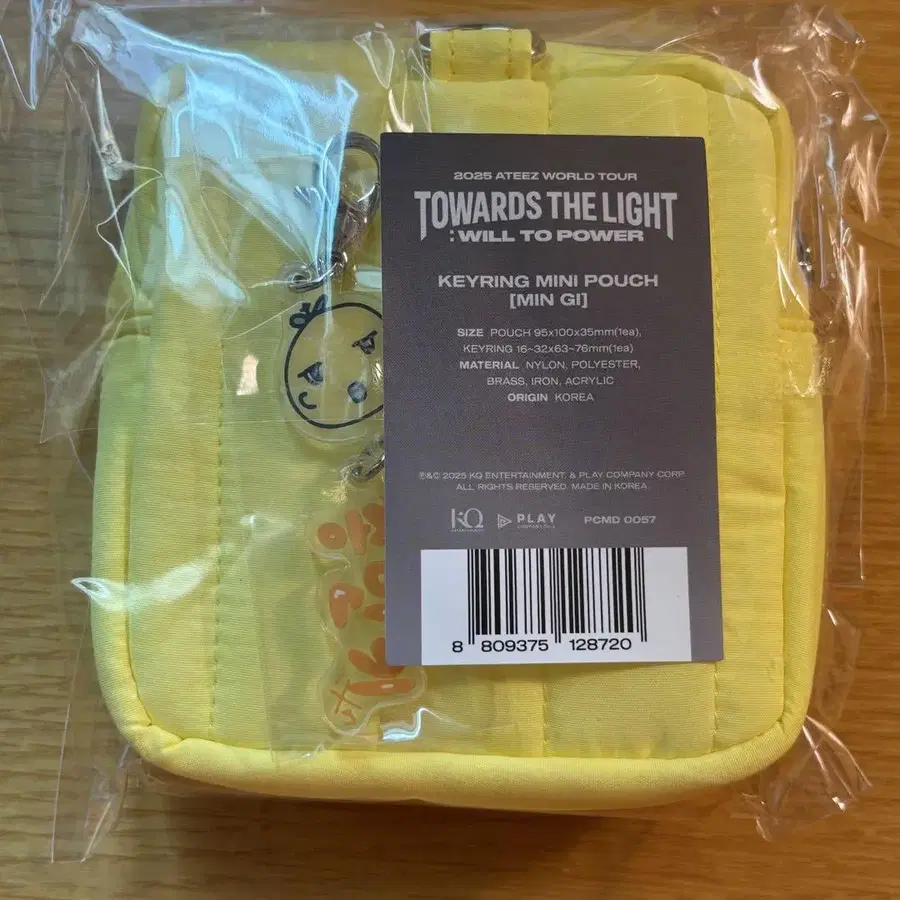 2025 ATEEZ WORLD TOUR
TOWARDS THE LIGHT
: WILL TO POWER
KEYRING MINI POUCH
[MIN GI]
SIZE POUCH 95x100x35mm(1ea),
KEYRING 16~32x63~76mm(1ea)
MATERIAL NYLON, POLYESTER,
BRASS, IRON, ACRYLIC
ORIGIN KOREA
℗&© 2025 KQ ENTERTAINMENT. & PLAY COMPANY CORP.
ALL RIGHTS RESERVED. MADE IN KOREA.
KQ PLAY PCMD 0057
8 809375 128720